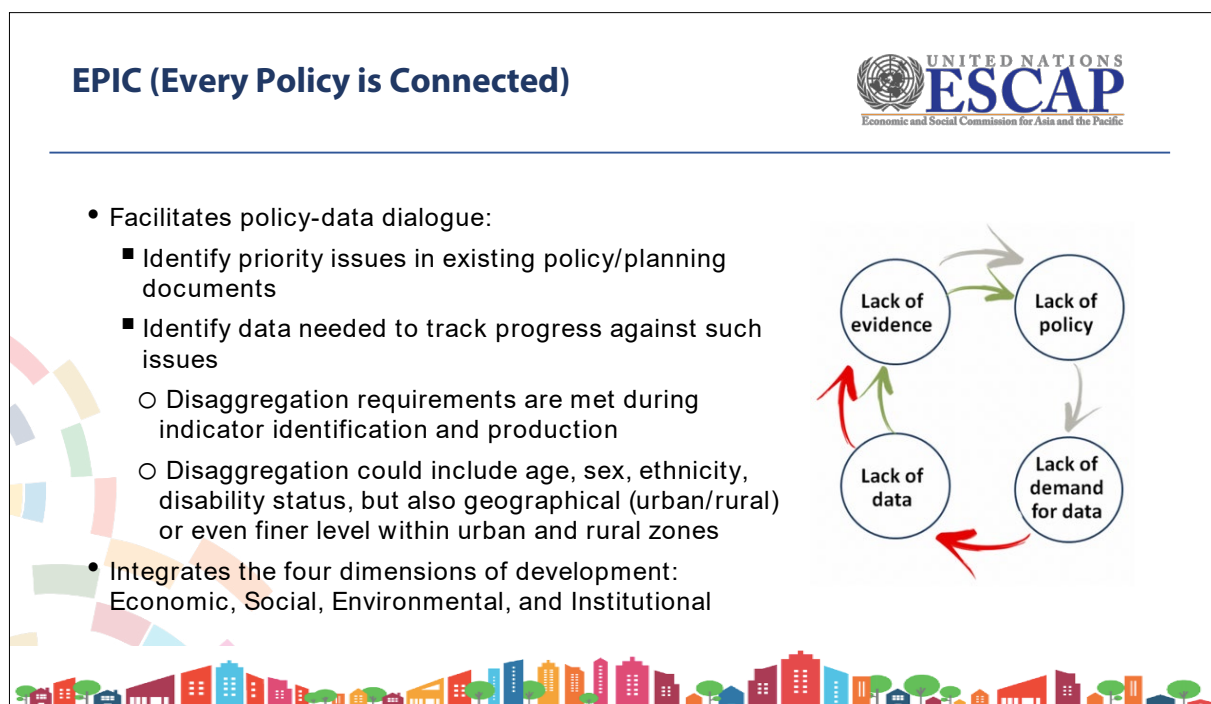 EPIC (Every Policy is Connected)
UNITED NATIONS
ESCAP
Economic and Social Commission for Asia and the Pacific
• Facilitates policy-data dialogue:
▪ Identify priority issues in existing policy/planning
documents
▪ Identify data needed to track progress against such
issues
○ Disaggregation requirements are met during
indicator identification and production
○ Disaggregation could include age, sex, ethnicity,
disability status, but also geographical (urban/rural)
or even finer level within urban and rural zones
• Integrates the four dimensions of development:
Economic, Social, Environmental, and Institutional
Lack of
evidence
Lack of
policy
Lack of
data
Lack of
demand
for data